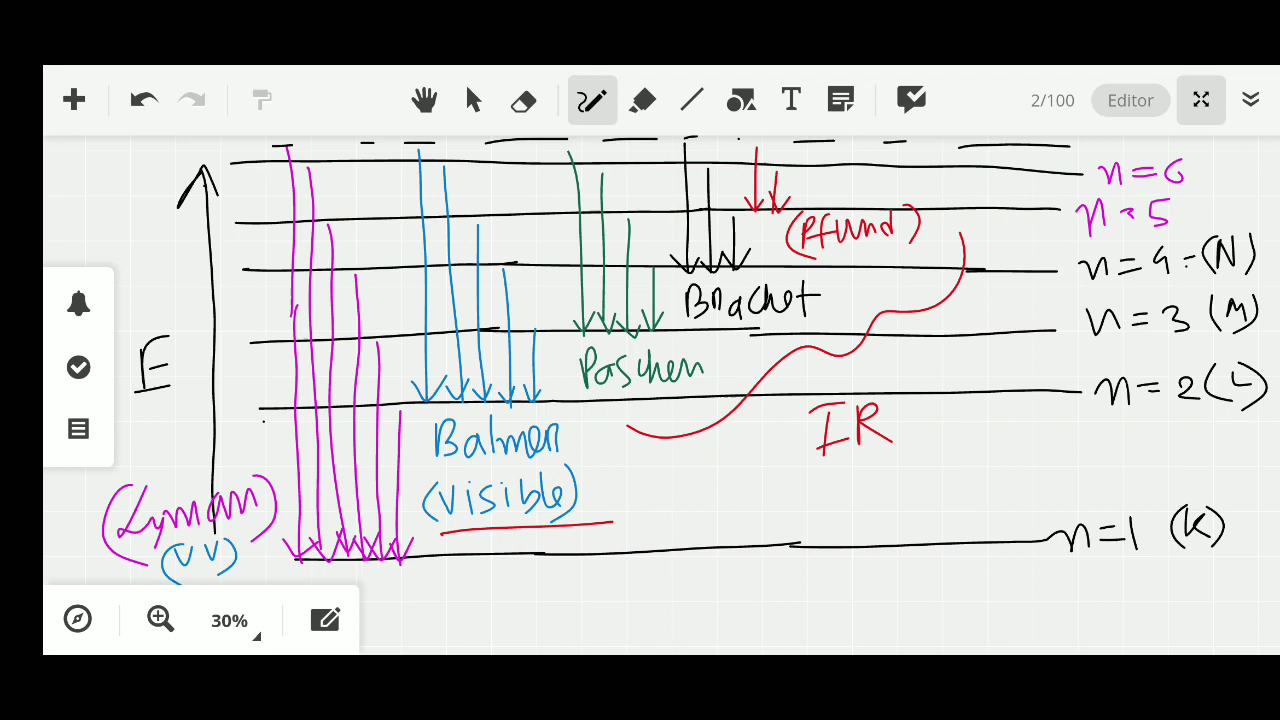 2/100 Editor
n=6
n=5
n=4 (N)
n=3 (M)
n=2(L)
n=1 (K)
E
(Pfund)
Brachet
Paschen
IR
Balmer
(visible)
(Lyman)
(UV)
30%